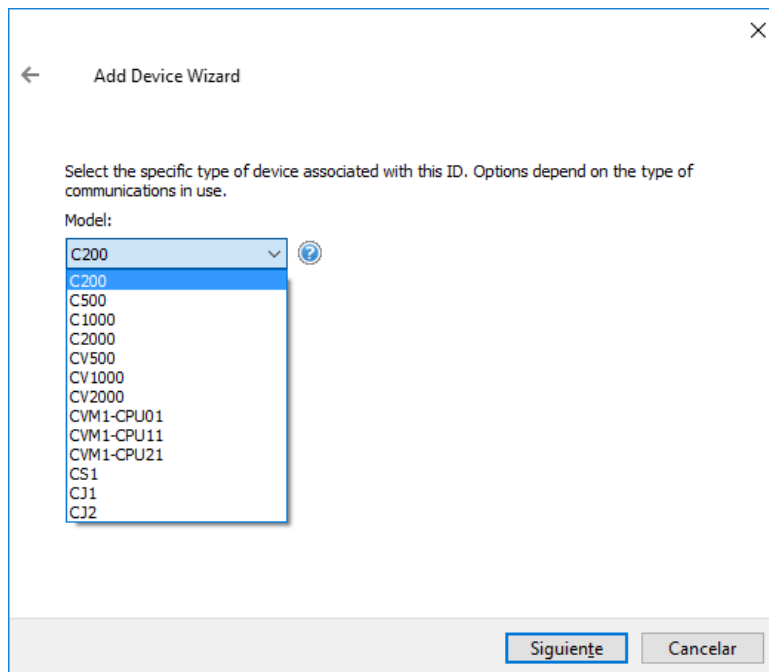 Add Device Wizard
Select the specific type of device associated with this ID. Options depend on the type of
communications in use.
Model:
C200
C200
C500
C1000
C2000
CV500
CV1000
CV2000
CVM1-CPU01
CVM1-CPU11
CVM1-CPU21
CS1
CJ1
CJ2
Siguiente
Cancelar